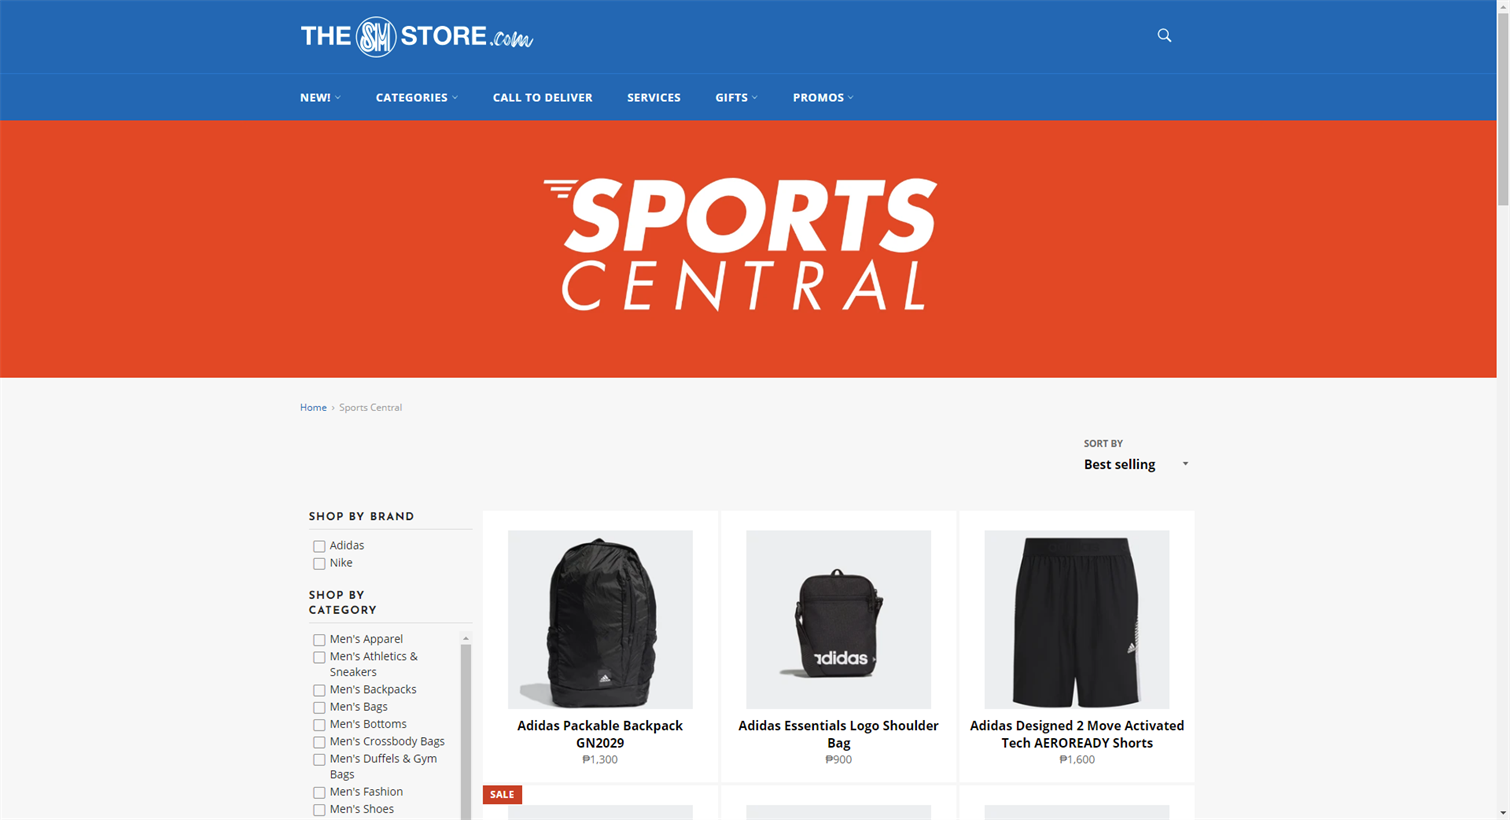 THE SM STORE.com
NEW!
CATEGORIES
CALL TO DELIVER
SERVICES
GIFTS
PROMOS
SPORTS
CENTRAL
Home › Sports Central
SORT BY
Best selling
SHOP BY BRAND
Adidas
Nike
SHOP BY
CATEGORY
Men's Apparel
Men's Athletics &
Sneakers
Men's Backpacks
Men's Bags
Men's Bottoms
Men's Crossbody Bags
Men's Duffels & Gym
Bags
Men's Fashion
Men's Shoes
adidas
Adidas Packable Backpack
GN2029
₱1,300
Adidas Essentials Logo Shoulder
Bag
₱900
Adidas Designed 2 Move Activated
Tech AEROREADY Shorts
₱1,600
SALE